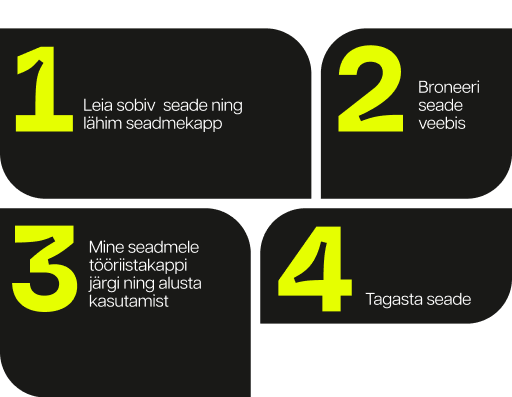 1
Leia sobiv  seade ning
lähim seadmekapp
2
Broneeri
seade
veebis
3
Mine seadmele
tööriistakappi
järgi ning alusta
kasutamist
4
Tagasta seade